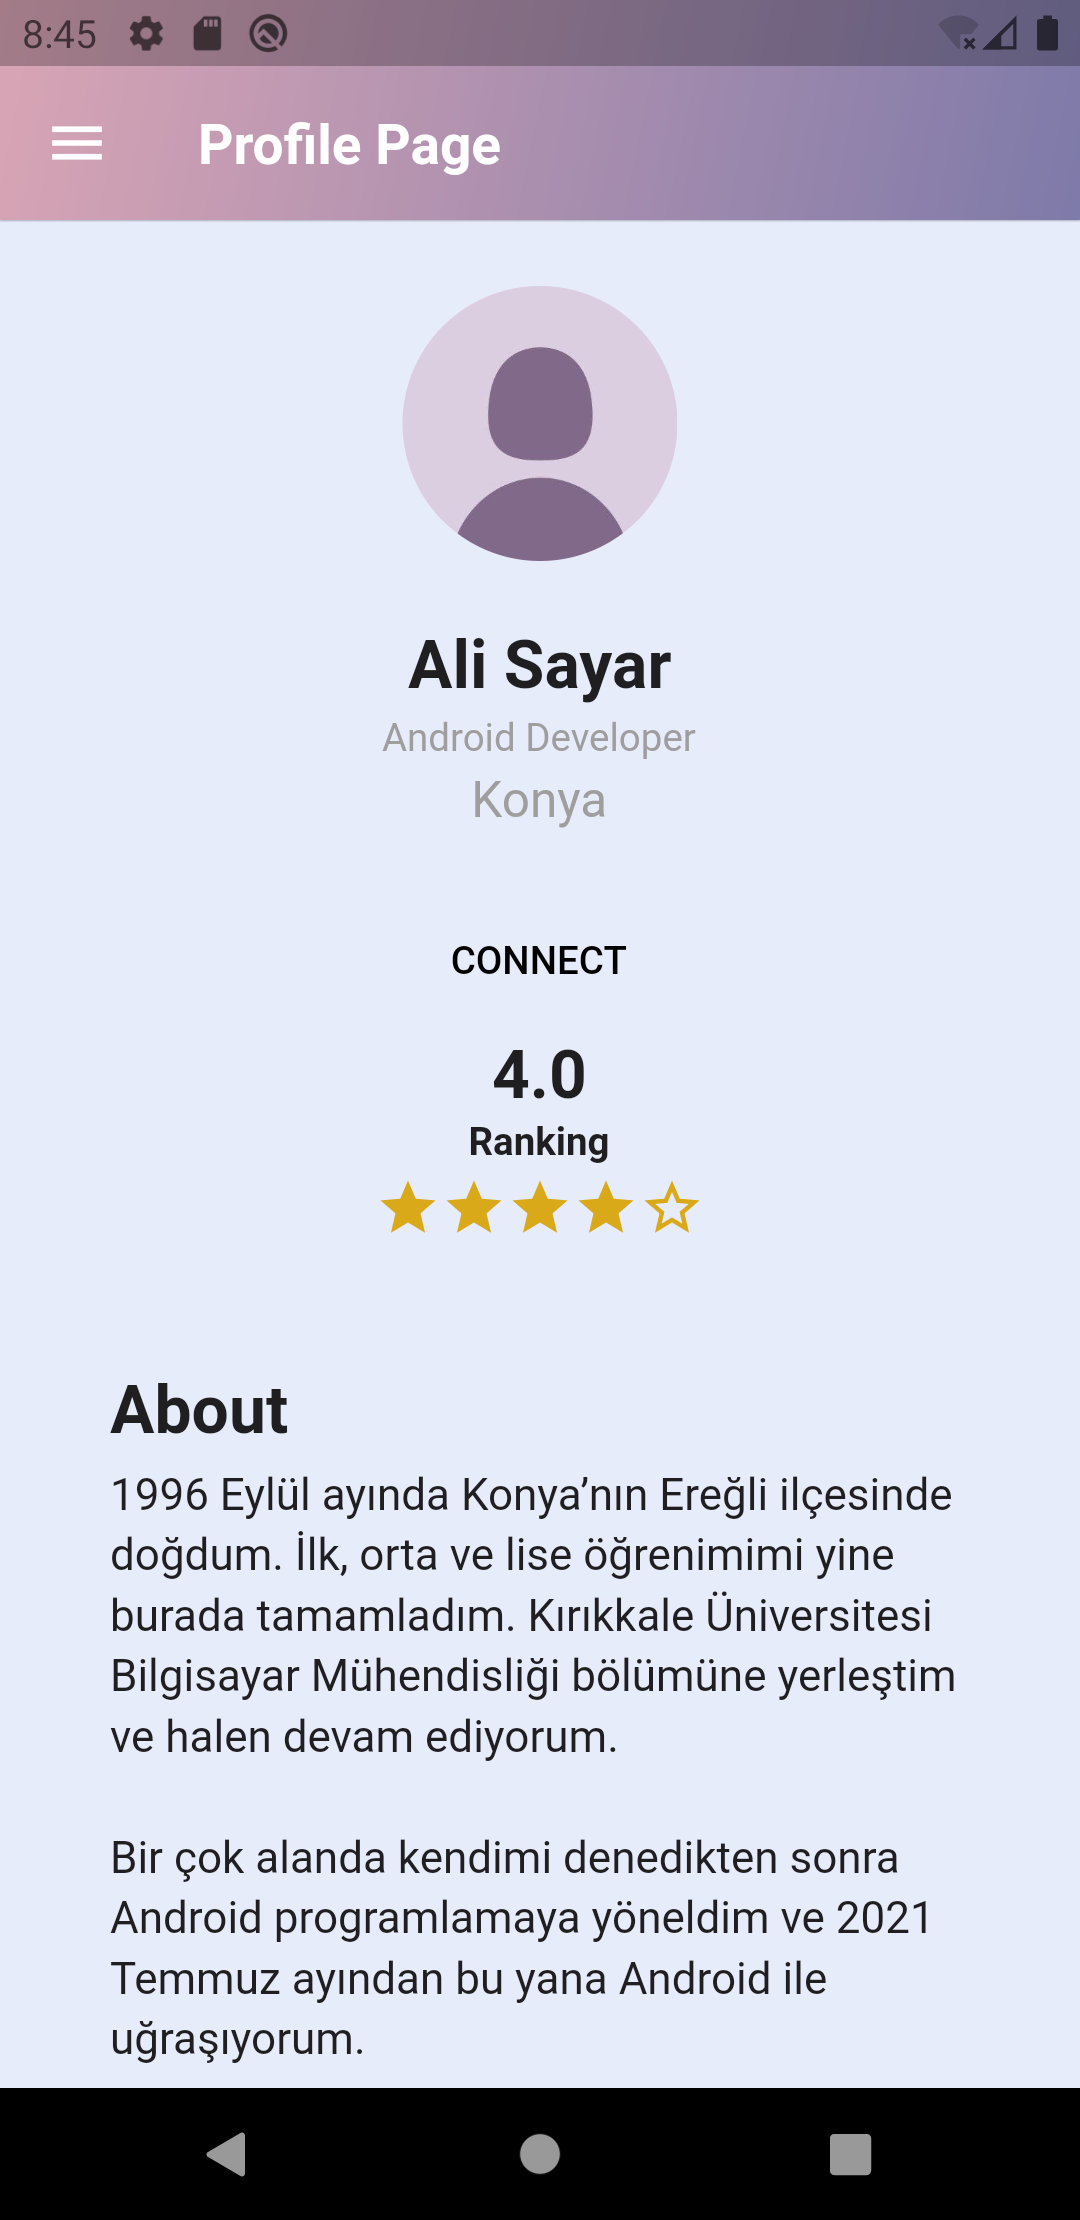 8:45
Profile Page
Ali Sayar
Android Developer
Konya
CONNECT
4.0
Ranking
About
1996 Eylül ayında Konya’nın Ereğli ilçesinde
doğdum. İlk, orta ve lise öğrenimimi yine
burada tamamladım. Kırıkkale Üniversitesi
Bilgisayar Mühendisliği bölümüne yerleştim
ve halen devam ediyorum.
Bir çok alanda kendimi denedikten sonra
Android programlamaya yöneldim ve 2021
Temmuz ayından bu yana Android ile
uğraşıyorum.